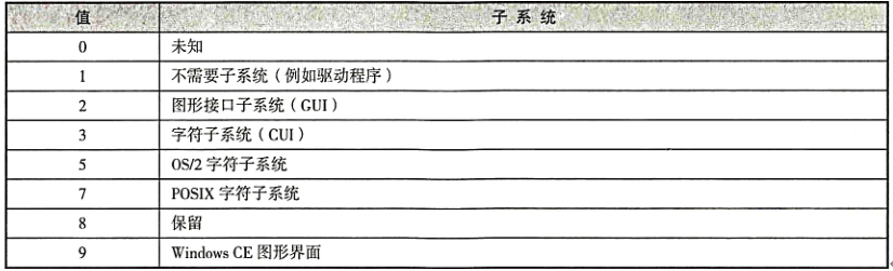 值 子系统
0 未知
1 不需要子系统（例如驱动程序）
2 图形接口子系统（GUI）
3 字符子系统（CUI）
5 OS/2 字符子系统
7 POSIX 字符子系统
8 保留
9 Windows CE 图形界面